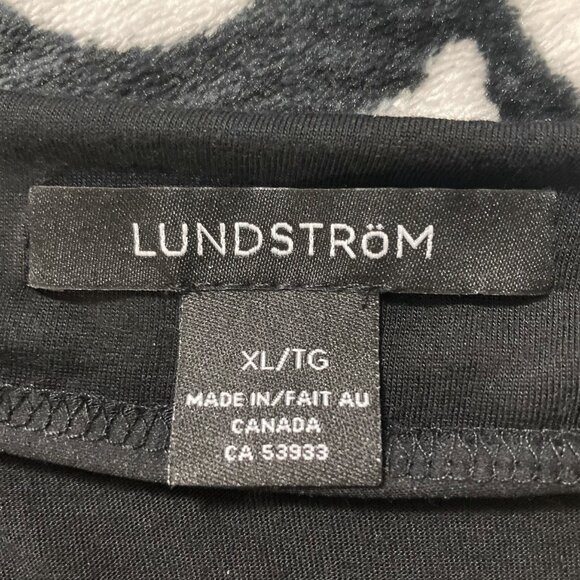 LUNDSTRöM
XL/TG
MADE IN/FAIT AU
CANADA
CA 53933